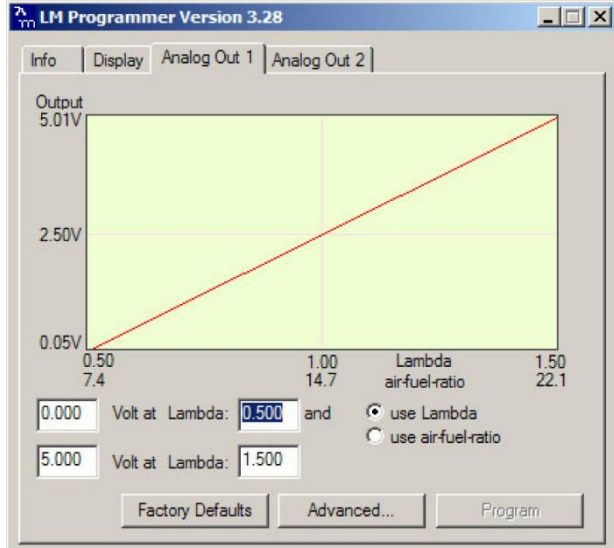 LM Programmer Version 3.28
Info Display Analog Out 1 Analog Out 2
Output
5.01V
2.50V
0.05V
0.50 1.00 Lambda 1.50
7.4 14.7 air-fuel-ratio 22.1
0.000 Volt at Lambda: 0.500 and use Lambda
use air-fuel-ratio
5.000 Volt at Lambda: 1.500
Factory Defaults Advanced... Program